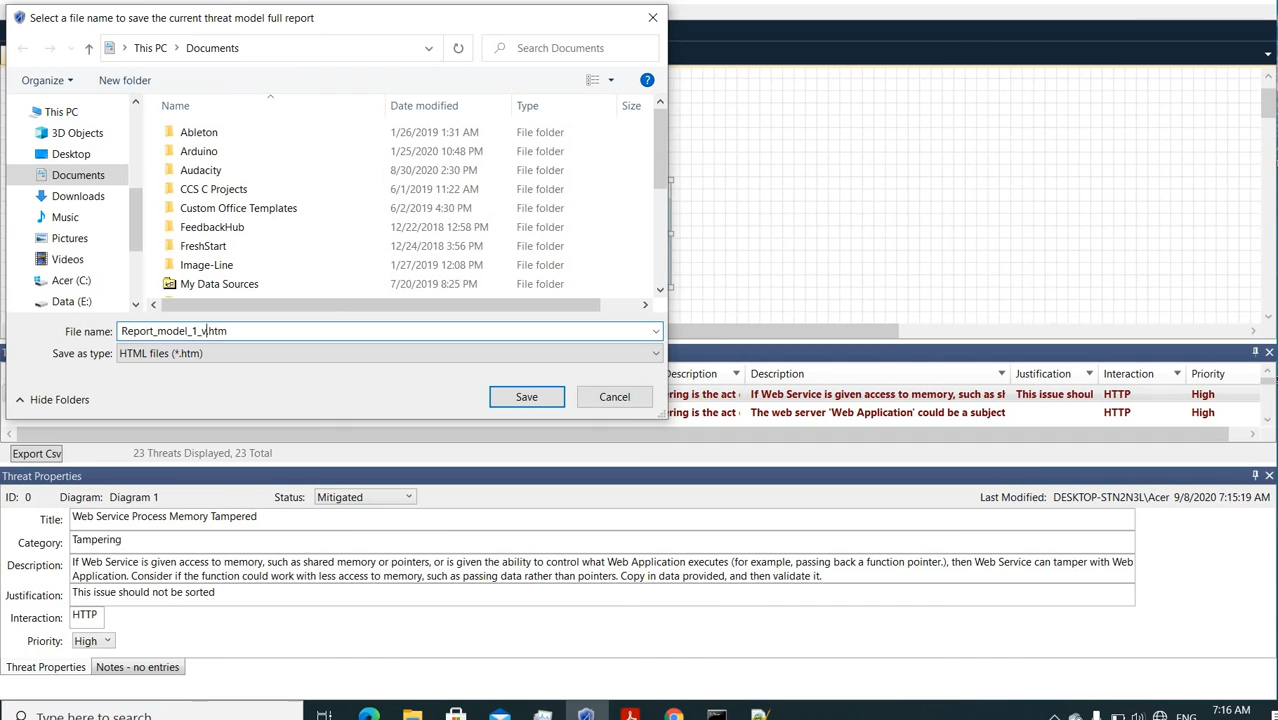 Select a file name to save the current threat model full report
This PC > Documents
Search Documents
Organize
New folder
This PC
3D Objects
Desktop
Documents
Downloads
Music
Pictures
Videos
Acer (C:)
Data (E:)
Name Date modified Type Size
Ableton 1/26/2019 1:31 AM File folder
Arduino 1/25/2020 10:48 PM File folder
Audacity 8/30/2020 2:30 PM File folder
CCS C Projects 6/1/2019 11:22 AM File folder
Custom Office Templates 6/2/2019 4:30 PM File folder
FeedbackHub 12/22/2018 12:58 PM File folder
FreshStart 12/24/2018 3:56 PM File folder
Image-Line 1/27/2019 12:08 PM File folder
My Data Sources 7/20/2019 8:25 PM File folder
File name: Report_model_1_v.htm
Save as type: HTML files (*.htm)
Hide Folders
Save
Cancel
Description Description Justification Interaction Priority
ring is the act If Web Service is given access to memory, such as sh This issue shoul HTTP High
ring is the act The web server 'Web Application' could be a subject HTTP High
Export Csv 23 Threats Displayed, 23 Total
Threat Properties
ID: 0 Diagram: Diagram 1 Status: Mitigated Last Modified: DESKTOP-STN2N3L\Acer 9/8/2020 7:15:19 AM
Title: Web Service Process Memory Tampered
Category: Tampering
Description: If Web Service is given access to memory, such as shared memory or pointers, or is given the ability to control what Web Application executes (for example, passing back a function pointer.), then Web Service can tamper with Web
Application. Consider if the function could work with less access to memory, such as passing data rather than pointers. Copy in data provided, and then validate it.
Justification: This issue should not be sorted
Interaction: HTTP
Priority: High
Threat Properties Notes - no entries
Type here to search
ENG
7:16 AM